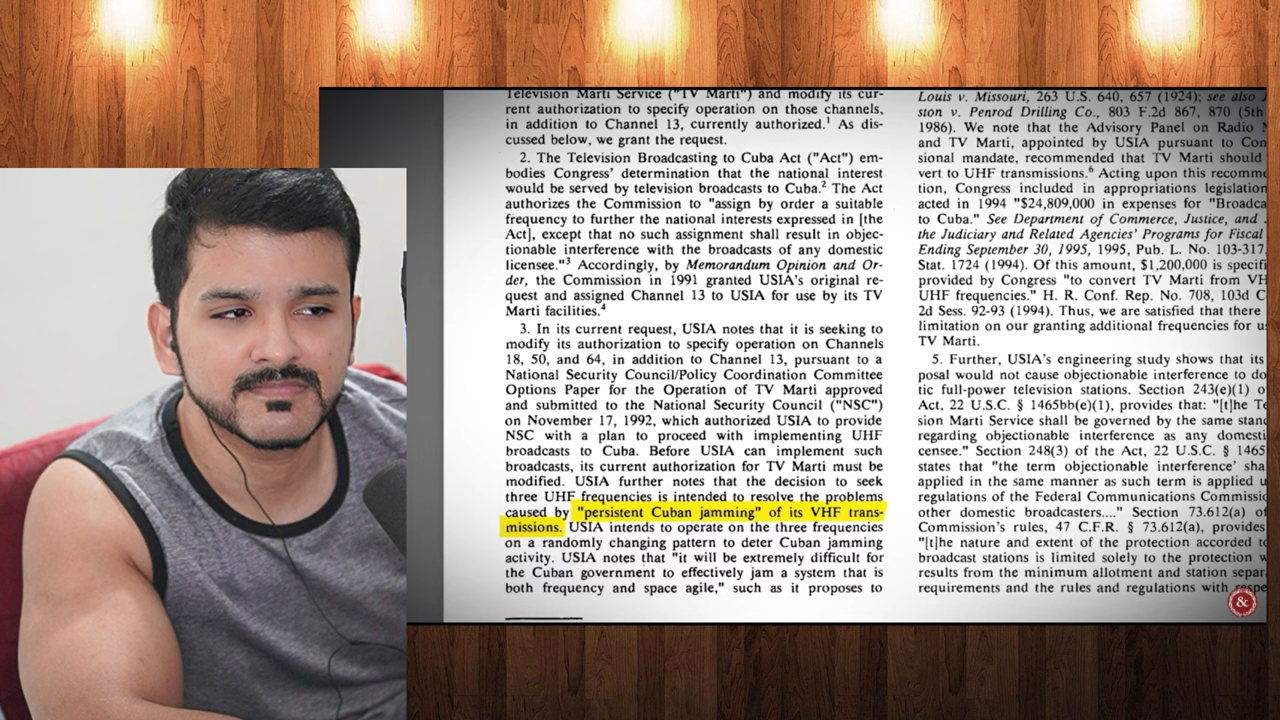 Television Marti Service ("TV Marti") and modify its cur-
rent authorization to specify operation on those channels,
in addition to Channel 13, currently authorized.¹ As dis-
cussed below, we grant the request.
2. The Television Broadcasting to Cuba Act ("Act") em-
bodies Congress' determination that the national interest
would be served by television broadcasts to Cuba.² The Act
authorizes the Commission to "assign by order a suitable
frequency to further the national interests expressed in [the
Act], except that no such assignment shall result in objec-
tionable interference with the broadcasts of any domestic
licensee."³ Accordingly, by Memorandum Opinion and Or-
der, the Commission in 1991 granted USIA's original re-
quest and assigned Channel 13 to USIA for use by its TV
Marti facilities.⁴
3. In its current request, USIA notes that it is seeking to
modify its authorization to specify operation on Channels
18, 50, and 64, in addition to Channel 13, pursuant to a
National Security Council/Policy Coordination Committee
Options Paper for the Operation of TV Marti approved
and submitted to the National Security Council ("NSC")
on November 17, 1992, which authorized USIA to provide
NSC with a plan to proceed with implementing UHF
broadcasts to Cuba. Before USIA can implement such
broadcasts, its current authorization for TV Marti must be
modified. USIA further notes that the decision to seek
three UHF frequencies is intended to resolve the problems
caused by "persistent Cuban jamming" of its VHF trans-
missions. USIA intends to operate on the three frequencies
on a randomly changing pattern to deter Cuban jamming
activity. USIA notes that "it will be extremely difficult for
the Cuban government to effectively jam a system that is
both frequency and space agile," such as it proposes to
Louis v. Missouri, 263 U.S. 640, 657 (1924); see also
ston v. Penrod Drilling Co., 803 F.2d 867, 870 (5th
1986). We note that the Advisory Panel on Radio
and TV Marti, appointed by USIA pursuant to Con
sional mandate, recommended that TV Marti should
vert to UHF transmissions.⁶ Acting upon this recomme
tion, Congress included in appropriations legislation
acted in 1994 "$24,809,000 in expenses for "Broadca
to Cuba." See Department of Commerce, Justice, and
the Judiciary and Related Agencies' Programs for Fiscal
Ending September 30, 1995, 1995, Pub. L. No. 103-317,
Stat. 1724 (1994). Of this amount, $1,200,000 is specifi
provided by Congress "to convert TV Marti from VH
UHF frequencies." H. R. Conf. Rep. No. 708, 103d C
2d Sess. 92-93 (1994). Thus, we are satisfied that there
limitation on our granting additional frequencies for u
TV Marti.
5. Further, USIA's engineering study shows that its
posal would not cause objectionable interference to do
tic full-power television stations. Section 243(e)(1) o
Act, 22 U.S.C. § 1465bb(e)(1), provides that: "[t]he Te
sion Marti Service shall be governed by the same stand
regarding objectionable interference as any domesti
censee." Section 248(3) of the Act, 22 U.S.C. § 1465
states that "the term objectionable interference' sha
applied in the same manner as such term is applied u
regulations of the Federal Communications Commissio
other domestic broadcasters...." Section 73.612(a) of
Commission's rules, 47 C.F.R. § 73.612(a), provides
"[t]he nature and extent of the protection accorded to
broadcast stations is limited solely to the protection w
results from the minimum allotment and station separ
requirements and the rules and regulations with respe
&